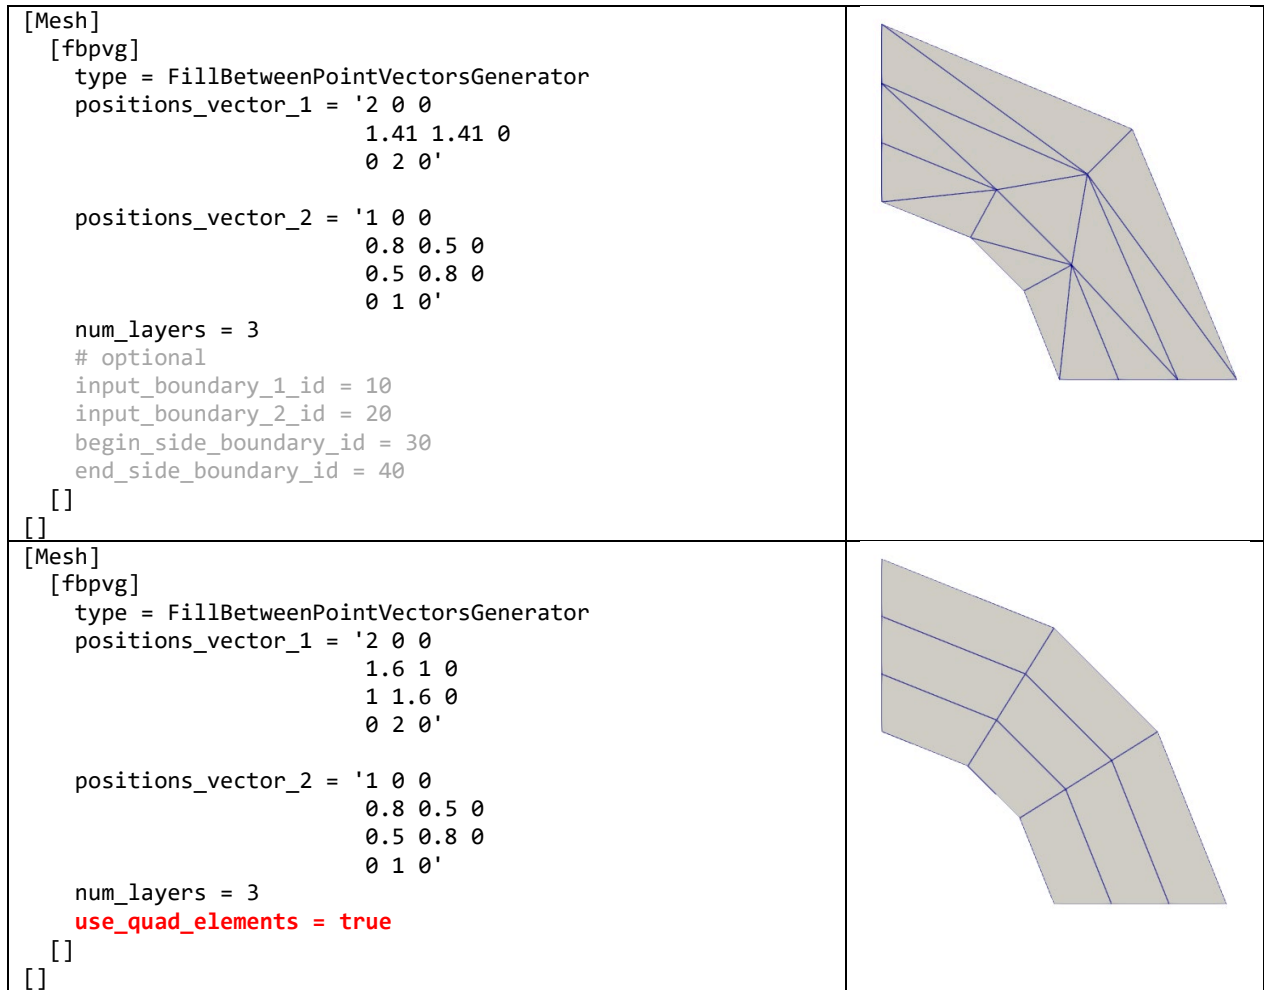 [Mesh]
  [fbpvg]
    type = FillBetweenPointVectorsGenerator
    positions_vector_1 = '2 0 0
                          1.41 1.41 0
                          0 2 0'

    positions_vector_2 = '1 0 0
                          0.8 0.5 0
                          0.5 0.8 0
                          0 1 0'
    num_layers = 3
    # optional
    input_boundary_1_id = 10
    input_boundary_2_id = 20
    begin_side_boundary_id = 30
    end_side_boundary_id = 40
  []
[]
[Mesh]
  [fbpvg]
    type = FillBetweenPointVectorsGenerator
    positions_vector_1 = '2 0 0
                          1.6 1 0
                          1 1.6 0
                          0 2 0'

    positions_vector_2 = '1 0 0
                          0.8 0.5 0
                          0.5 0.8 0
                          0 1 0'
    num_layers = 3
    use_quad_elements = true
  []
[]